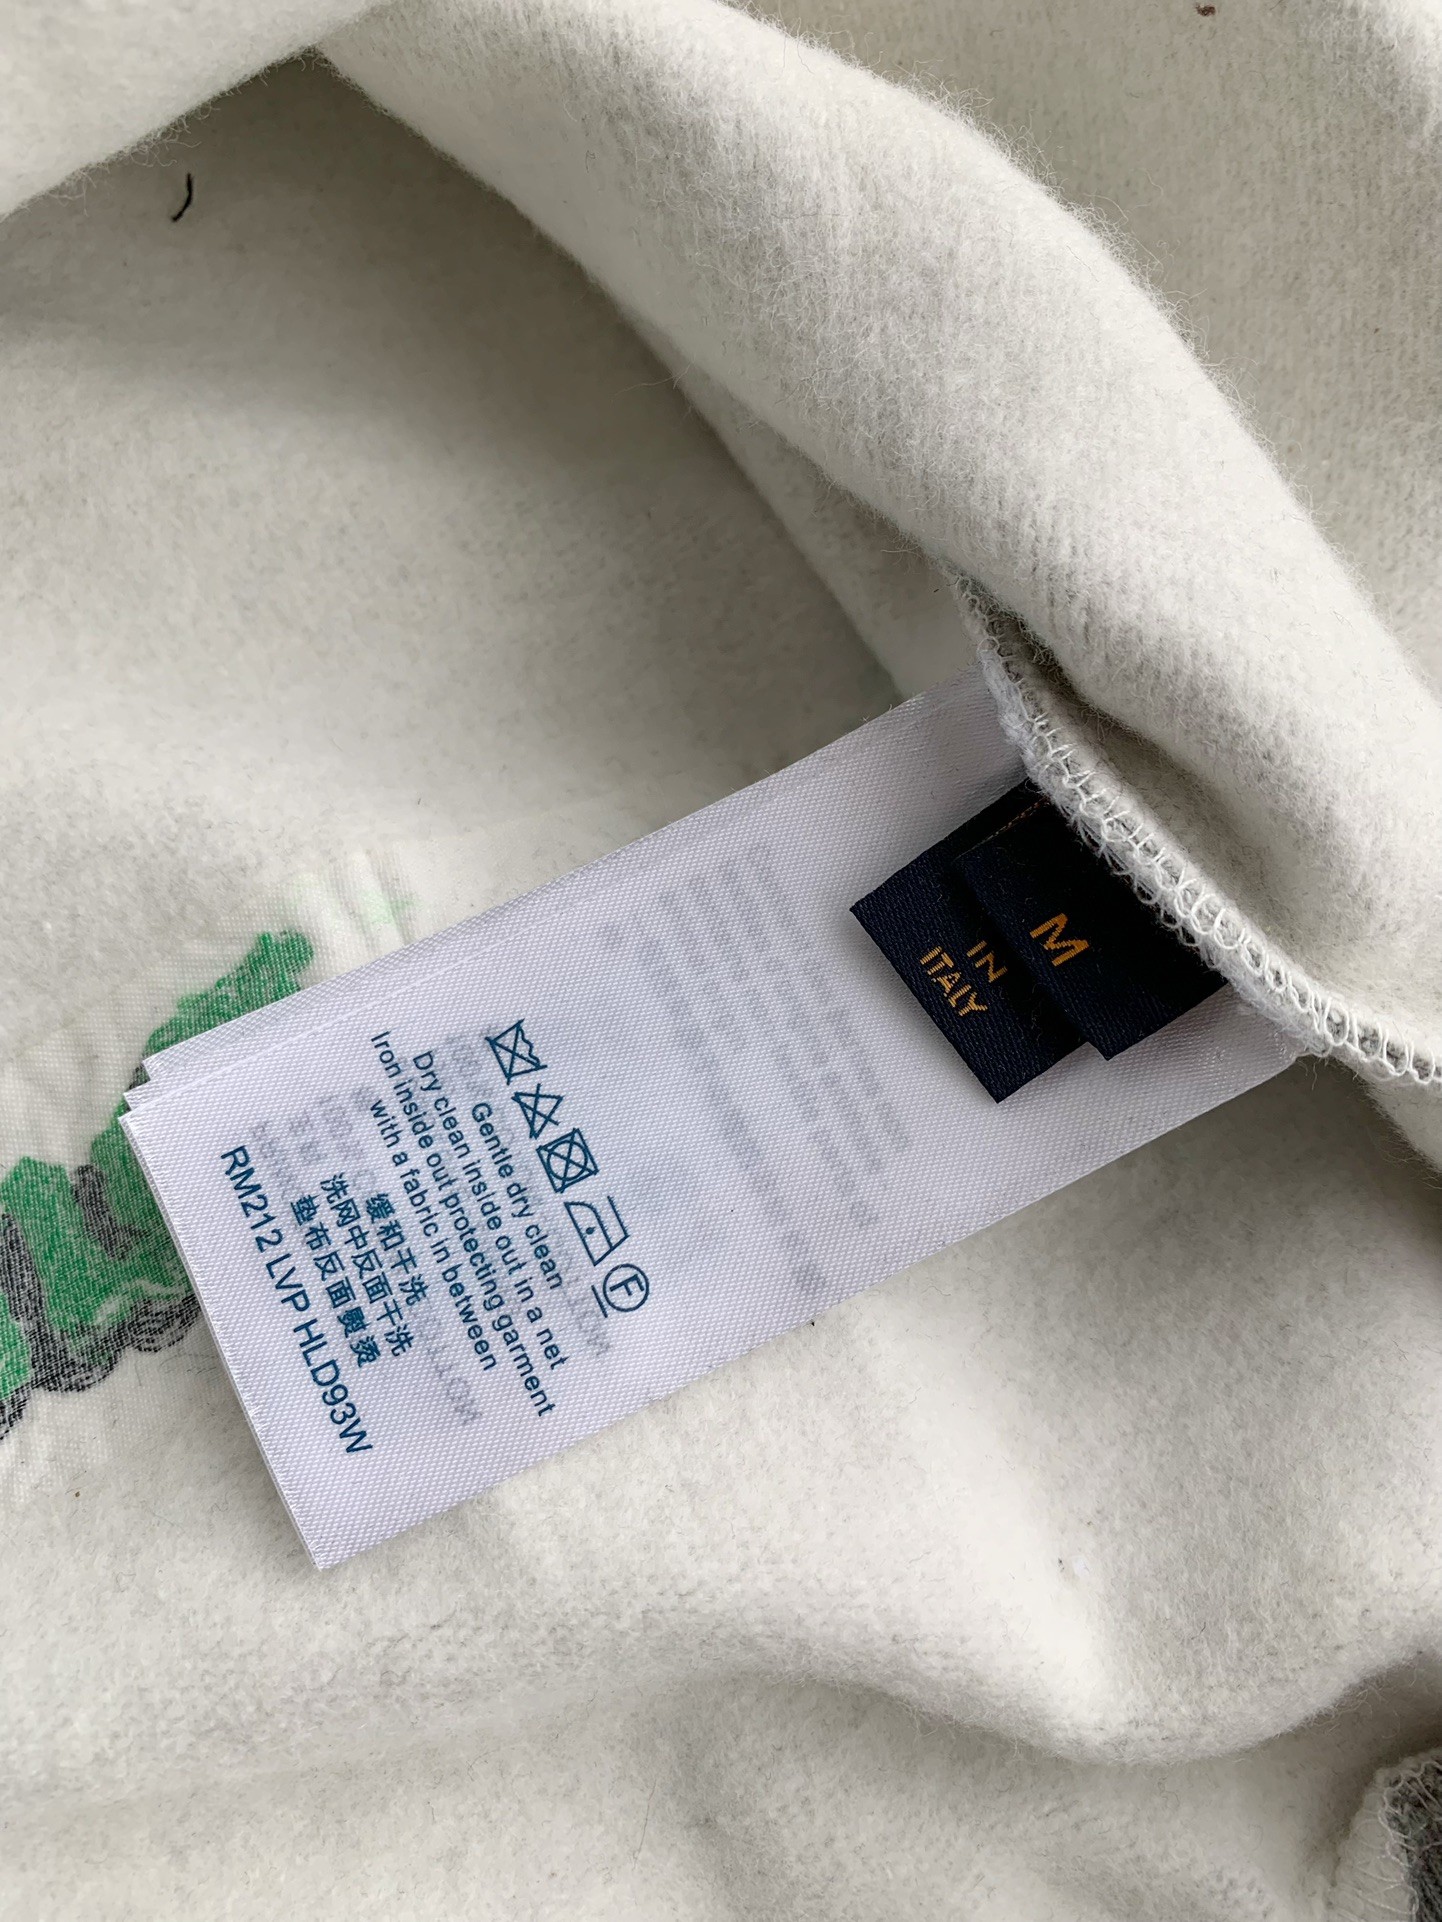 M
IN
ITALY
F
Gentle dry clean
Dry clean inside out in a net
Iron inside out protecting garment
with a fabric in between
缓和干洗
洗网中反面干洗
垫布反面熨烫
RM212 LVP HLD93W